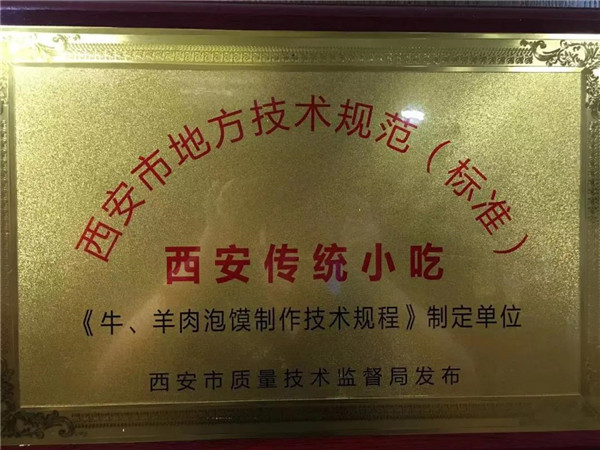 西安市地方技术规范（标准）
西安传统小吃
《牛、羊肉泡馍制作技术规程》制定单位
西安市质量技术监督局发布